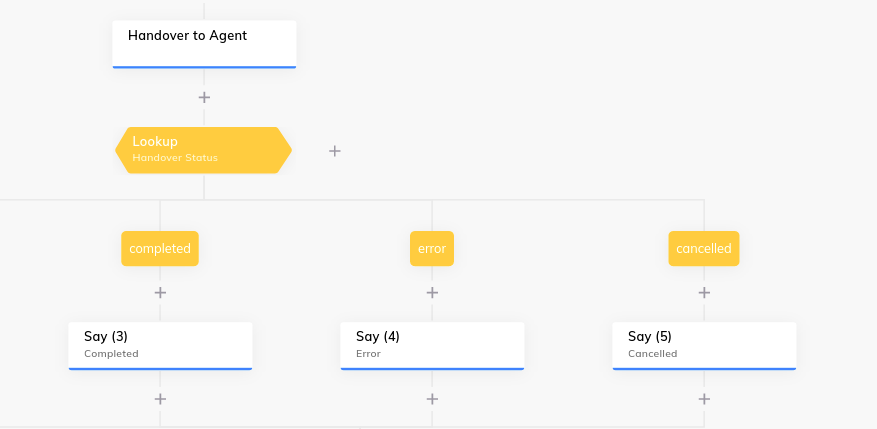 Handover to Agent
Lookup
Handover Status
completed
error
cancelled
Say (3)
Completed
Say (4)
Error
Say (5)
Cancelled